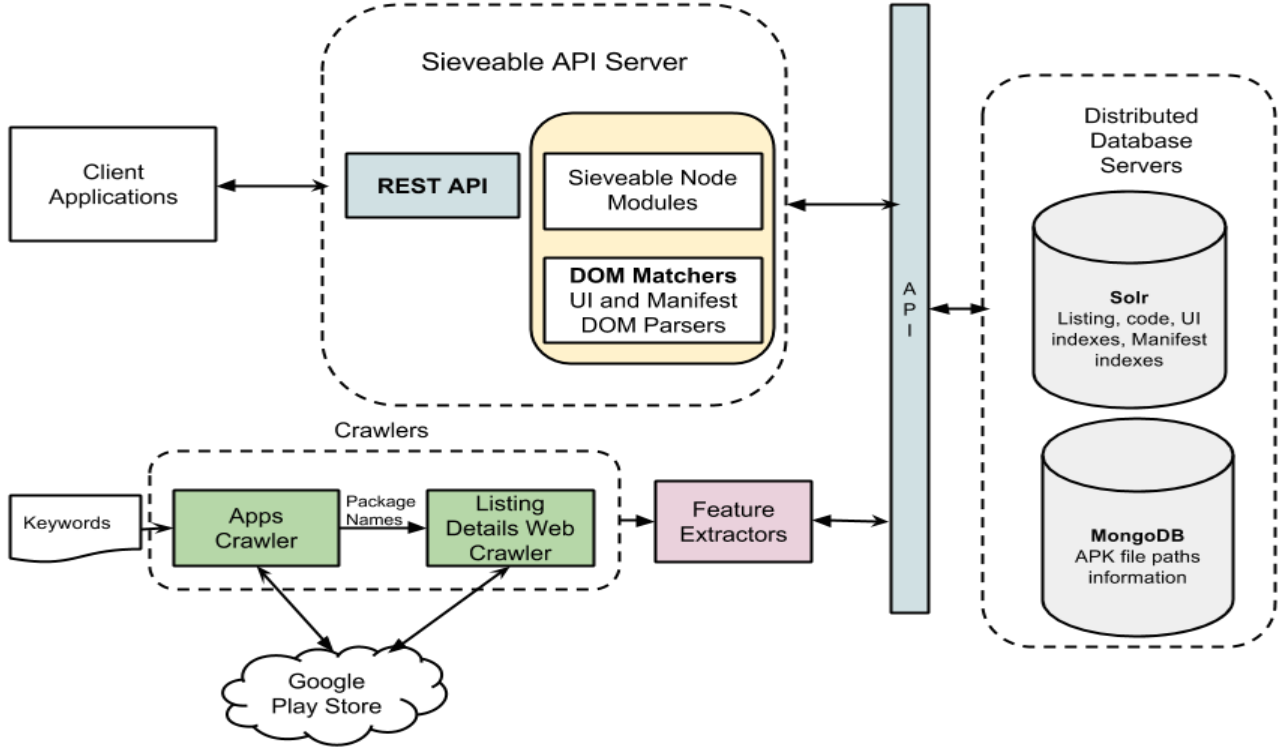 Sieveable API Server
Client
Applications
REST API
Sieveable Node
Modules
DOM Matchers
UI and Manifest
DOM Parsers
A
P
I
Distributed
Database
Servers
Solr
Listing, code, UI
indexes, Manifest
indexes
MongoDB
APK file paths
information
Crawlers
Keywords
Apps
Crawler
Package
Names
Listing
Details Web
Crawler
Feature
Extractors
Google
Play Store